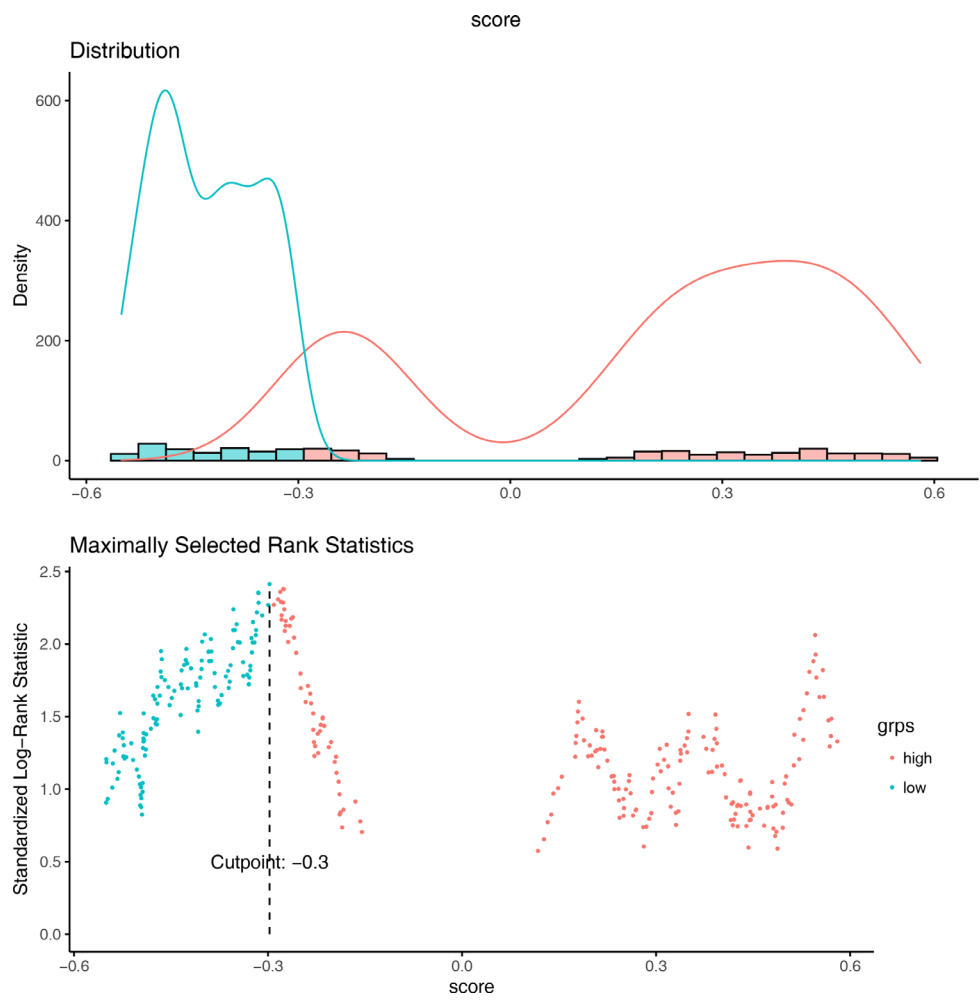 score
Distribution
Density
600
400
200
0
−0.6 −0.3 0.0 0.3 0.6
Maximally Selected Rank Statistics
Standardized Log−Rank Statistic
2.5
2.0
1.5
1.0
0.5
0.0
Cutpoint: −0.3
grps
high
low
−0.6 −0.3 0.0 0.3 0.6
score